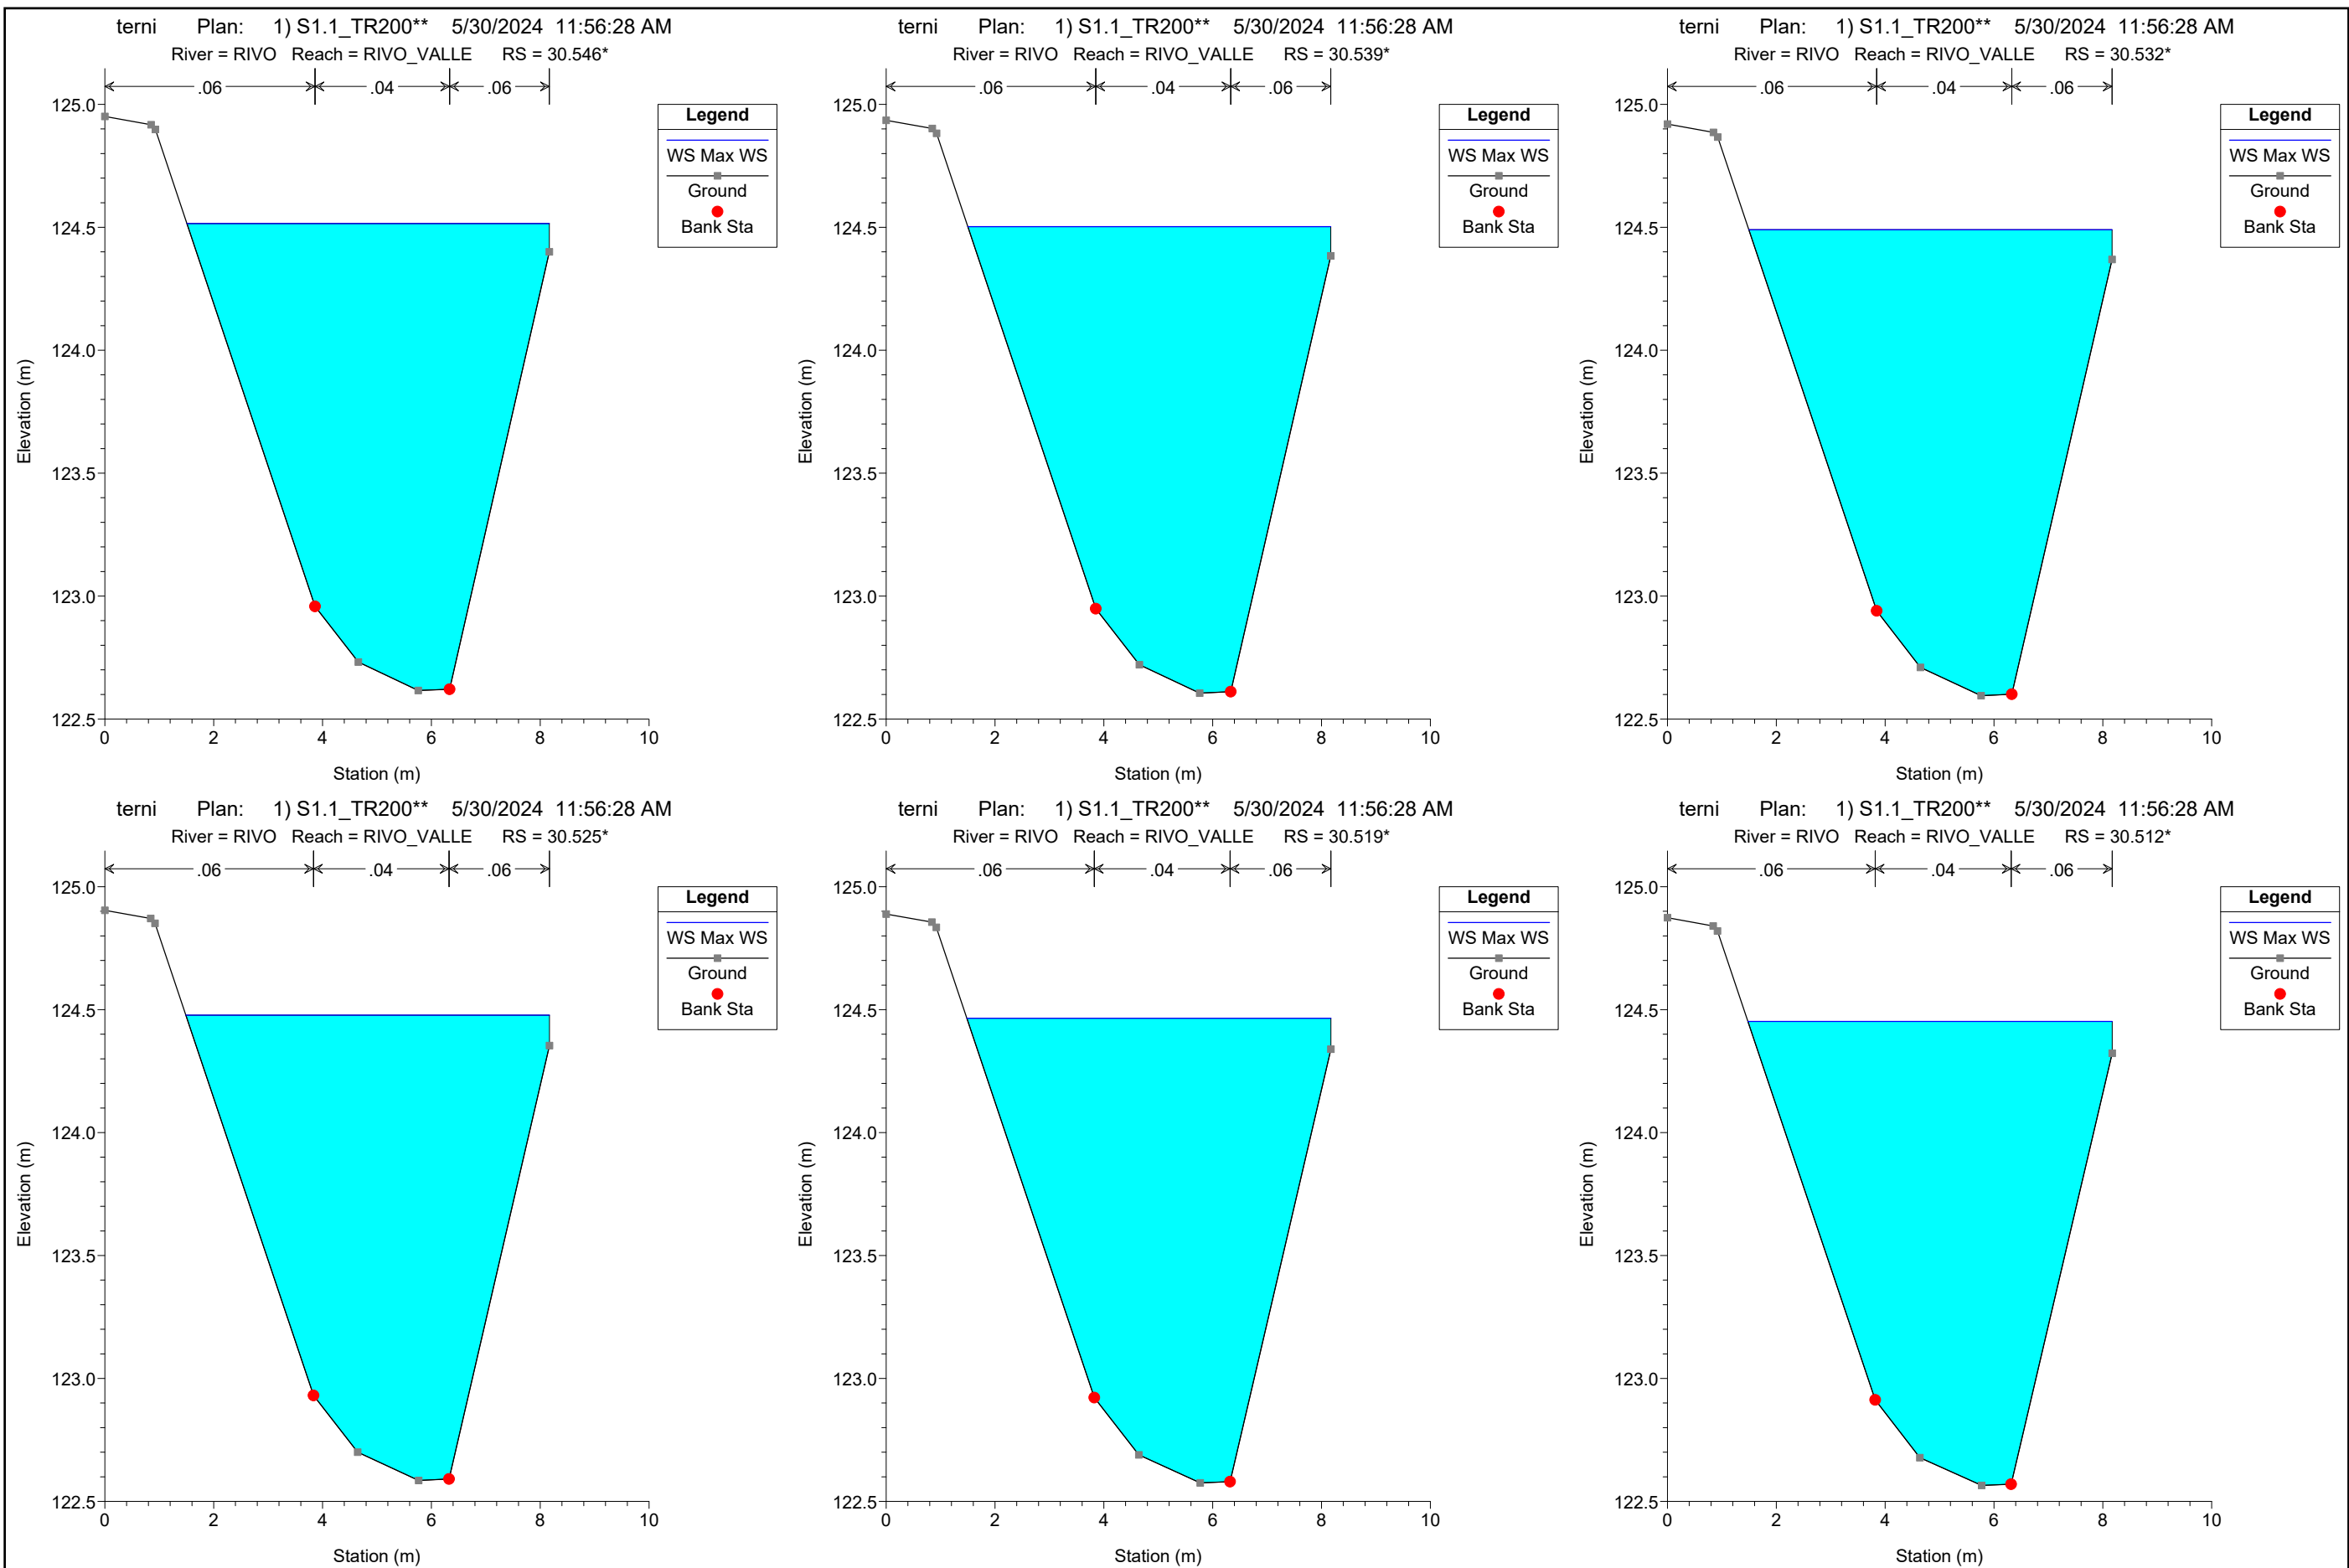 terni Plan: 1) S1.1_TR200** 5/30/2024 11:56:28 AM
River = RIVO Reach = RIVO_VALLE RS = 30.546*
.06 .04 .06
125.0
124.5
124.0
123.5
123.0
122.5
0 2 4 6 8 10
Station (m)
Elevation (m)
Legend
WS Max WS
Ground
Bank Sta
terni Plan: 1) S1.1_TR200** 5/30/2024 11:56:28 AM
River = RIVO Reach = RIVO_VALLE RS = 30.539*
.06 .04 .06
125.0
124.5
124.0
123.5
123.0
122.5
0 2 4 6 8 10
Station (m)
Elevation (m)
Legend
WS Max WS
Ground
Bank Sta
terni Plan: 1) S1.1_TR200** 5/30/2024 11:56:28 AM
River = RIVO Reach = RIVO_VALLE RS = 30.532*
.06 .04 .06
125.0
124.5
124.0
123.5
123.0
122.5
0 2 4 6 8 10
Station (m)
Elevation (m)
Legend
WS Max WS
Ground
Bank Sta
terni Plan: 1) S1.1_TR200** 5/30/2024 11:56:28 AM
River = RIVO Reach = RIVO_VALLE RS = 30.525*
.06 .04 .06
125.0
124.5
124.0
123.5
123.0
122.5
0 2 4 6 8 10
Station (m)
Elevation (m)
Legend
WS Max WS
Ground
Bank Sta
terni Plan: 1) S1.1_TR200** 5/30/2024 11:56:28 AM
River = RIVO Reach = RIVO_VALLE RS = 30.519*
.06 .04 .06
125.0
124.5
124.0
123.5
123.0
122.5
0 2 4 6 8 10
Station (m)
Elevation (m)
Legend
WS Max WS
Ground
Bank Sta
terni Plan: 1) S1.1_TR200** 5/30/2024 11:56:28 AM
River = RIVO Reach = RIVO_VALLE RS = 30.512*
.06 .04 .06
125.0
124.5
124.0
123.5
123.0
122.5
0 2 4 6 8 10
Station (m)
Elevation (m)
Legend
WS Max WS
Ground
Bank Sta